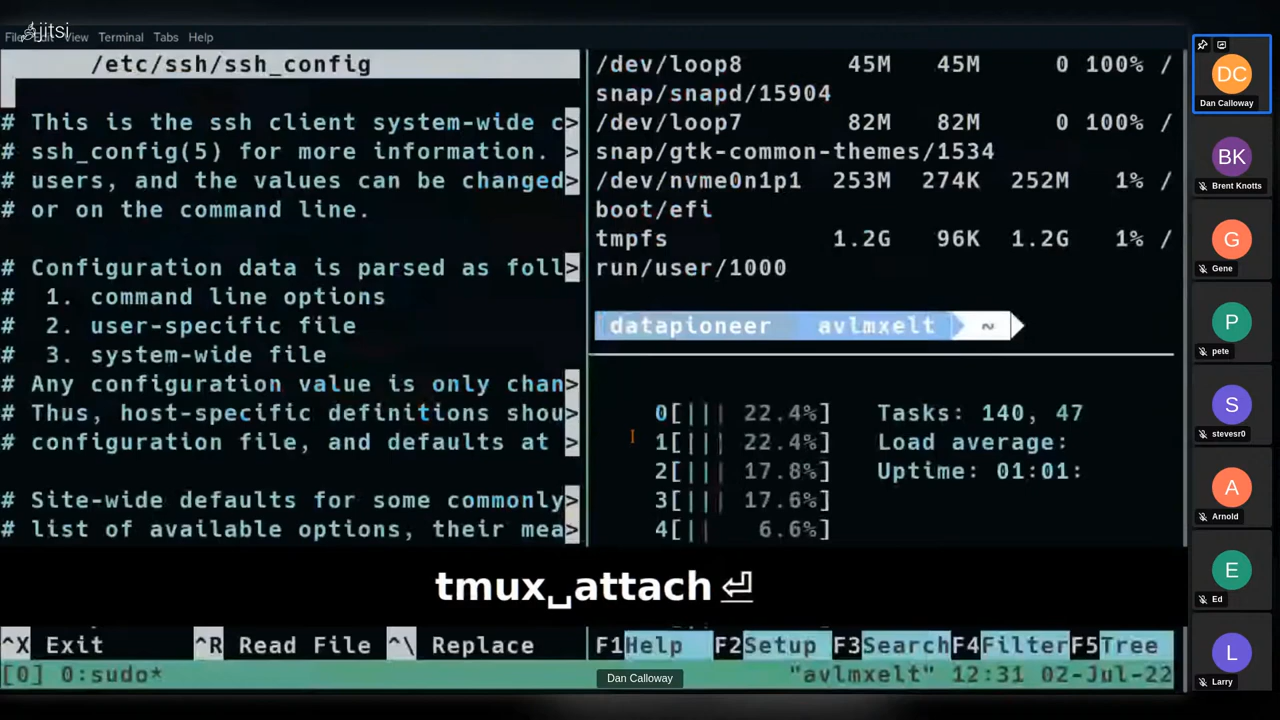 jitsi
File Edit View Terminal Tabs Help
/etc/ssh/ssh_config
# This is the ssh client system-wide c>
# ssh_config(5) for more information. >
# users, and the values can be changed>
# or on the command line.
# Configuration data is parsed as foll>
# 1. command line options
# 2. user-specific file
# 3. system-wide file
# Any configuration value is only chan>
# Thus, host-specific definitions shou>
# configuration file, and defaults at >
# Site-wide defaults for some commonly>
# list of available options, their mea>
^X Exit ^R Read File ^\ Replace
/dev/loop8 45M 45M 0 100% /
snap/snapd/15904
/dev/loop7 82M 82M 0 100% /
snap/gtk-common-themes/1534
/dev/nvme0n1p1 253M 274K 252M 1% /
boot/efi
tmpfs 1.2G 96K 1.2G 1% /
run/user/1000
datapioneer avlmxelt ~
0[||| 22.4%] Tasks: 140, 47
1[||| 22.4%] Load average:
2[||| 17.8%] Uptime: 01:01:
3[||| 17.6%]
4[|| 6.6%]
F1Help F2Setup F3Search F4Filter F5Tree
tmux␣attach⏎
[0] 0:sudo* "avlmxelt" 12:31 02-Jul-22
Dan Calloway
DC
Dan Calloway
BK
Brent Knotts
G
Gene
P
pete
S
stevesr0
A
Arnold
E
Ed
L
Larry